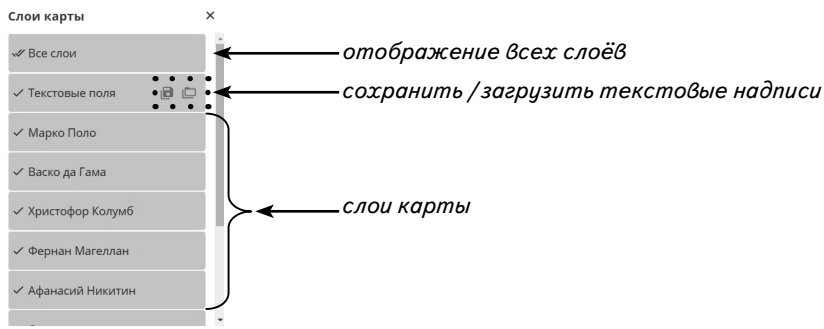 Слои карты ×
Все слои
отображение всех слоёв
Текстовые поля
сохранить / загрузить текстовые надписи
Марко Поло
Васко да Гама
Христофор Колумб
слои карты
Фернан Магеллан
Афанасий Никитин